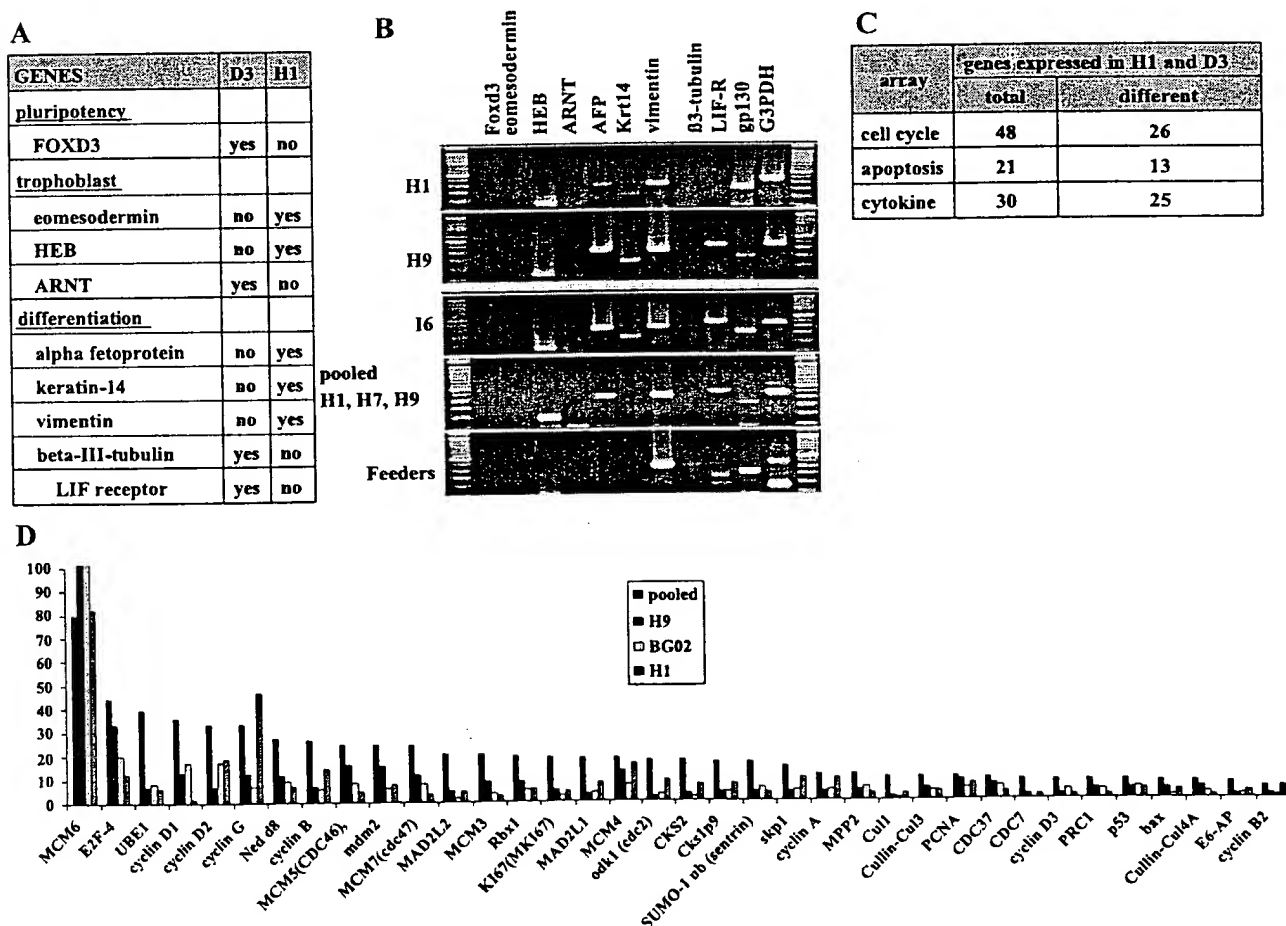 A
GENES D3 H1
pluripotency
FOXD3 yes no
trophoblast
eomesodermin no yes
HEB no yes
ARNT yes no
differentiation
alpha fetoprotein no yes
keratin-14 no yes
vimentin no yes
beta-III-tubulin yes no
LIF receptor yes no
B
Foxd3
eomesodermin
HEB
ARNT
AFP
Krt14
vimentin
ß3-tubulin
LIF-R
gp130
G3PDH
H1
H9
I6
pooled
H1, H7, H9
Feeders
C
array genes expressed in H1 and D3
total different
cell cycle 48 26
apoptosis 21 13
cytokine 30 25
D
100
90
80
70
60
50
40
30
20
10
0
pooled
H9
BG02
H1
MCM6
E2F-4
UBE1
cyclin D1
cyclin D2
cyclin G
Ned d8
cyclin B
MCM5(CDC46),
mdm2
MCM7(cdc47)
MAD2L2
MCM3
Rbx1
KI67(MKI67)
MAD2L1
MCM4
cdk1 (cdc2)
CKS2
Cks1p9
SUMO-1 ub (sentrin)
skp1
cyclin A
MPP2
Cul1
Cullin-Cul3
PCNA
CDC37
CDC7
cyclin D3
PRC1
p53
bax
Cullin-Cul4A
E6-AP
cyclin B2